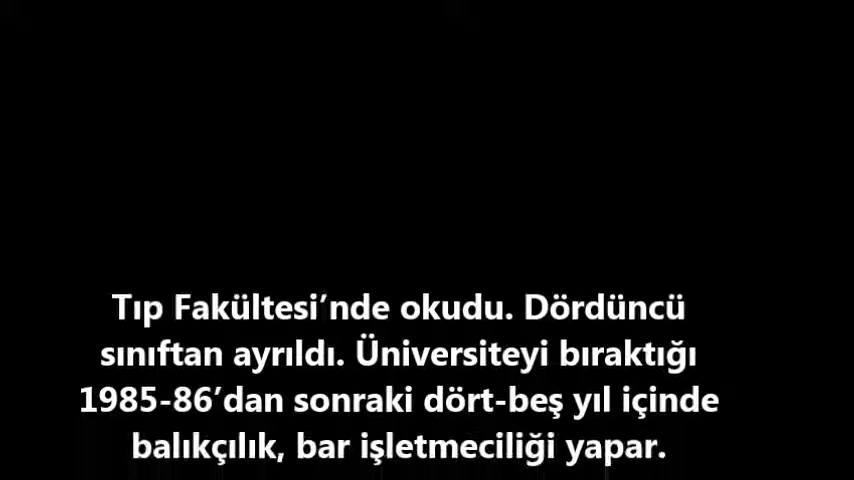 Tıp Fakültesi’nde okudu. Dördüncü
sınıftan ayrıldı. Üniversiteyi bıraktığı
1985-86’dan sonraki dört-beş yıl içinde
balıkçılık, bar işletmeciliği yapar.